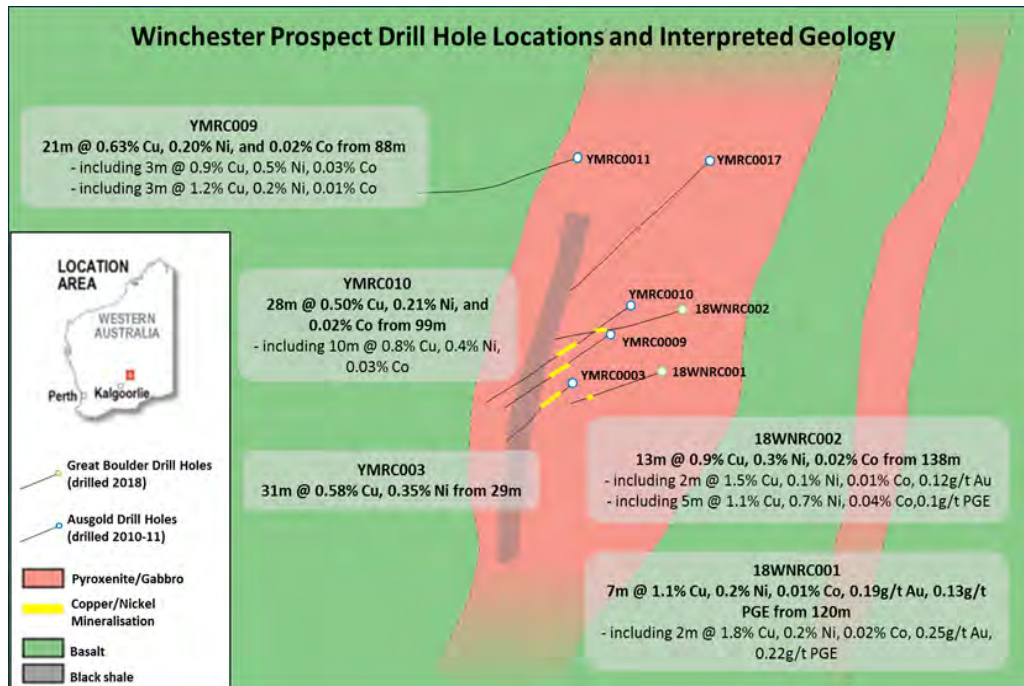 Winchester Prospect Drill Hole Locations and Interpreted Geology
YMRC009
21m @ 0.63% Cu, 0.20% Ni, and 0.02% Co from 88m
- including 3m @ 0.9% Cu, 0.5% Ni, 0.03% Co
- including 3m @ 1.2% Cu, 0.2% Ni, 0.01% Co
YMRC0011
YMRC0017
LOCATION
AREA
WESTERN
AUSTRALIA
Perth
Kalgoorlie
YMRC010
28m @ 0.50% Cu, 0.21% Ni, and
0.02% Co from 99m
- including 10m @ 0.8% Cu, 0.4% Ni,
0.03% Co
YMRC0010
18WNRC002
YMRC0009
YMRC0003
18WNRC001
YMRC003
31m @ 0.58% Cu, 0.35% Ni from 29m
18WNRC002
13m @ 0.9% Cu, 0.3% Ni, 0.02% Co from 138m
- including 2m @ 1.5% Cu, 0.1% Ni, 0.01% Co, 0.12g/t Au
- including 5m @ 1.1% Cu, 0.7% Ni, 0.04% Co,0.1g/t PGE
18WNRC001
7m @ 1.1% Cu, 0.2% Ni, 0.01% Co, 0.19g/t Au, 0.13g/t
PGE from 120m
- including 2m @ 1.8% Cu, 0.2% Ni, 0.02% Co, 0.25g/t Au,
0.22g/t PGE
Great Boulder Drill Holes
(drilled 2018)
Ausgold Drill Holes
(drilled 2010-11)
Pyroxenite/Gabbro
Copper/Nickel
Mineralisation
Basalt
Black shale